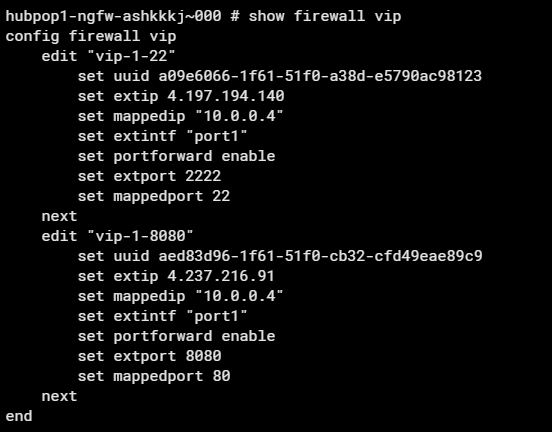 hubpop1-ngfw-ashkkkj~000 # show firewall vip
config firewall vip
    edit "vip-1-22"
        set uuid a09e6066-1f61-51f0-a38d-e5790ac98123
        set extip 4.197.194.140
        set mappedip "10.0.0.4"
        set extintf "port1"
        set portforward enable
        set extport 2222
        set mappedport 22
    next
    edit "vip-1-8080"
        set uuid aed83d96-1f61-51f0-cb32-cfd49eae89c9
        set extip 4.237.216.91
        set mappedip "10.0.0.4"
        set extintf "port1"
        set portforward enable
        set extport 8080
        set mappedport 80
    next
end